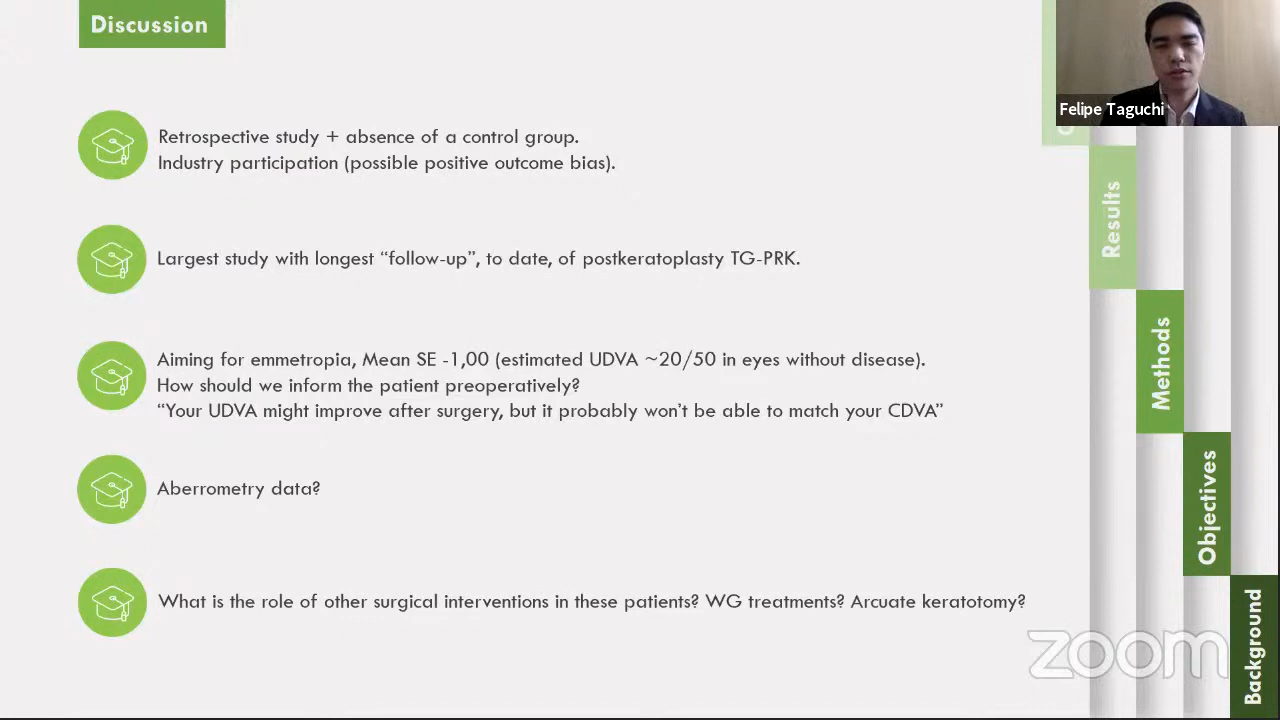 Discussion
Felipe Taguchi
Retrospective study + absence of a control group.
Industry participation (possible positive outcome bias).
Largest study with longest “follow-up”, to date, of postkeratoplasty TG-PRK.
Aiming for emmetropia, Mean SE -1,00 (estimated UDVA ~20/50 in eyes without disease).
How should we inform the patient preoperatively?
“Your UDVA might improve after surgery, but it probably won’t be able to match your CDVA”
Aberrometry data?
What is the role of other surgical interventions in these patients? WG treatments? Arcuate keratotomy?
Results
Methods
Objectives
Background
zoom